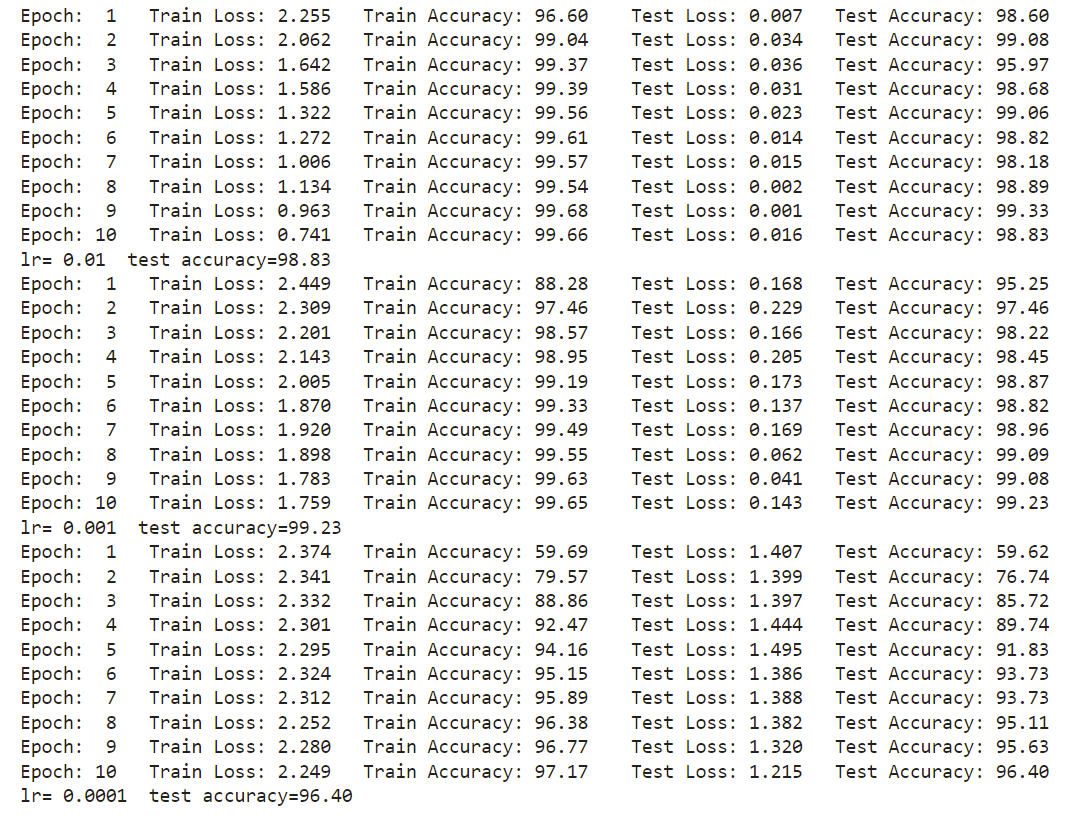 Epoch:  1   Train Loss: 2.255   Train Accuracy: 96.60    Test Loss: 0.007   Test Accuracy: 98.60
Epoch:  2   Train Loss: 2.062   Train Accuracy: 99.04    Test Loss: 0.034   Test Accuracy: 99.08
Epoch:  3   Train Loss: 1.642   Train Accuracy: 99.37    Test Loss: 0.036   Test Accuracy: 95.97
Epoch:  4   Train Loss: 1.586   Train Accuracy: 99.39    Test Loss: 0.031   Test Accuracy: 98.68
Epoch:  5   Train Loss: 1.322   Train Accuracy: 99.56    Test Loss: 0.023   Test Accuracy: 99.06
Epoch:  6   Train Loss: 1.272   Train Accuracy: 99.61    Test Loss: 0.014   Test Accuracy: 98.82
Epoch:  7   Train Loss: 1.006   Train Accuracy: 99.57    Test Loss: 0.015   Test Accuracy: 98.18
Epoch:  8   Train Loss: 1.134   Train Accuracy: 99.54    Test Loss: 0.002   Test Accuracy: 98.89
Epoch:  9   Train Loss: 0.963   Train Accuracy: 99.68    Test Loss: 0.001   Test Accuracy: 99.33
Epoch: 10   Train Loss: 0.741   Train Accuracy: 99.66    Test Loss: 0.016   Test Accuracy: 98.83
lr= 0.01  test accuracy=98.83
Epoch:  1   Train Loss: 2.449   Train Accuracy: 88.28    Test Loss: 0.168   Test Accuracy: 95.25
Epoch:  2   Train Loss: 2.309   Train Accuracy: 97.46    Test Loss: 0.229   Test Accuracy: 97.46
Epoch:  3   Train Loss: 2.201   Train Accuracy: 98.57    Test Loss: 0.166   Test Accuracy: 98.22
Epoch:  4   Train Loss: 2.143   Train Accuracy: 98.95    Test Loss: 0.205   Test Accuracy: 98.45
Epoch:  5   Train Loss: 2.005   Train Accuracy: 99.19    Test Loss: 0.173   Test Accuracy: 98.87
Epoch:  6   Train Loss: 1.870   Train Accuracy: 99.33    Test Loss: 0.137   Test Accuracy: 98.82
Epoch:  7   Train Loss: 1.920   Train Accuracy: 99.49    Test Loss: 0.169   Test Accuracy: 98.96
Epoch:  8   Train Loss: 1.898   Train Accuracy: 99.55    Test Loss: 0.062   Test Accuracy: 99.09
Epoch:  9   Train Loss: 1.783   Train Accuracy: 99.63    Test Loss: 0.041   Test Accuracy: 99.08
Epoch: 10   Train Loss: 1.759   Train Accuracy: 99.65    Test Loss: 0.143   Test Accuracy: 99.23
lr= 0.001  test accuracy=99.23
Epoch:  1   Train Loss: 2.374   Train Accuracy: 59.69    Test Loss: 1.407   Test Accuracy: 59.62
Epoch:  2   Train Loss: 2.341   Train Accuracy: 79.57    Test Loss: 1.399   Test Accuracy: 76.74
Epoch:  3   Train Loss: 2.332   Train Accuracy: 88.86    Test Loss: 1.397   Test Accuracy: 85.72
Epoch:  4   Train Loss: 2.301   Train Accuracy: 92.47    Test Loss: 1.444   Test Accuracy: 89.74
Epoch:  5   Train Loss: 2.295   Train Accuracy: 94.16    Test Loss: 1.495   Test Accuracy: 91.83
Epoch:  6   Train Loss: 2.324   Train Accuracy: 95.15    Test Loss: 1.386   Test Accuracy: 93.73
Epoch:  7   Train Loss: 2.312   Train Accuracy: 95.89    Test Loss: 1.388   Test Accuracy: 93.73
Epoch:  8   Train Loss: 2.252   Train Accuracy: 96.38    Test Loss: 1.382   Test Accuracy: 95.11
Epoch:  9   Train Loss: 2.280   Train Accuracy: 96.77    Test Loss: 1.320   Test Accuracy: 95.63
Epoch: 10   Train Loss: 2.249   Train Accuracy: 97.17    Test Loss: 1.215   Test Accuracy: 96.40
lr= 0.0001  test accuracy=96.40